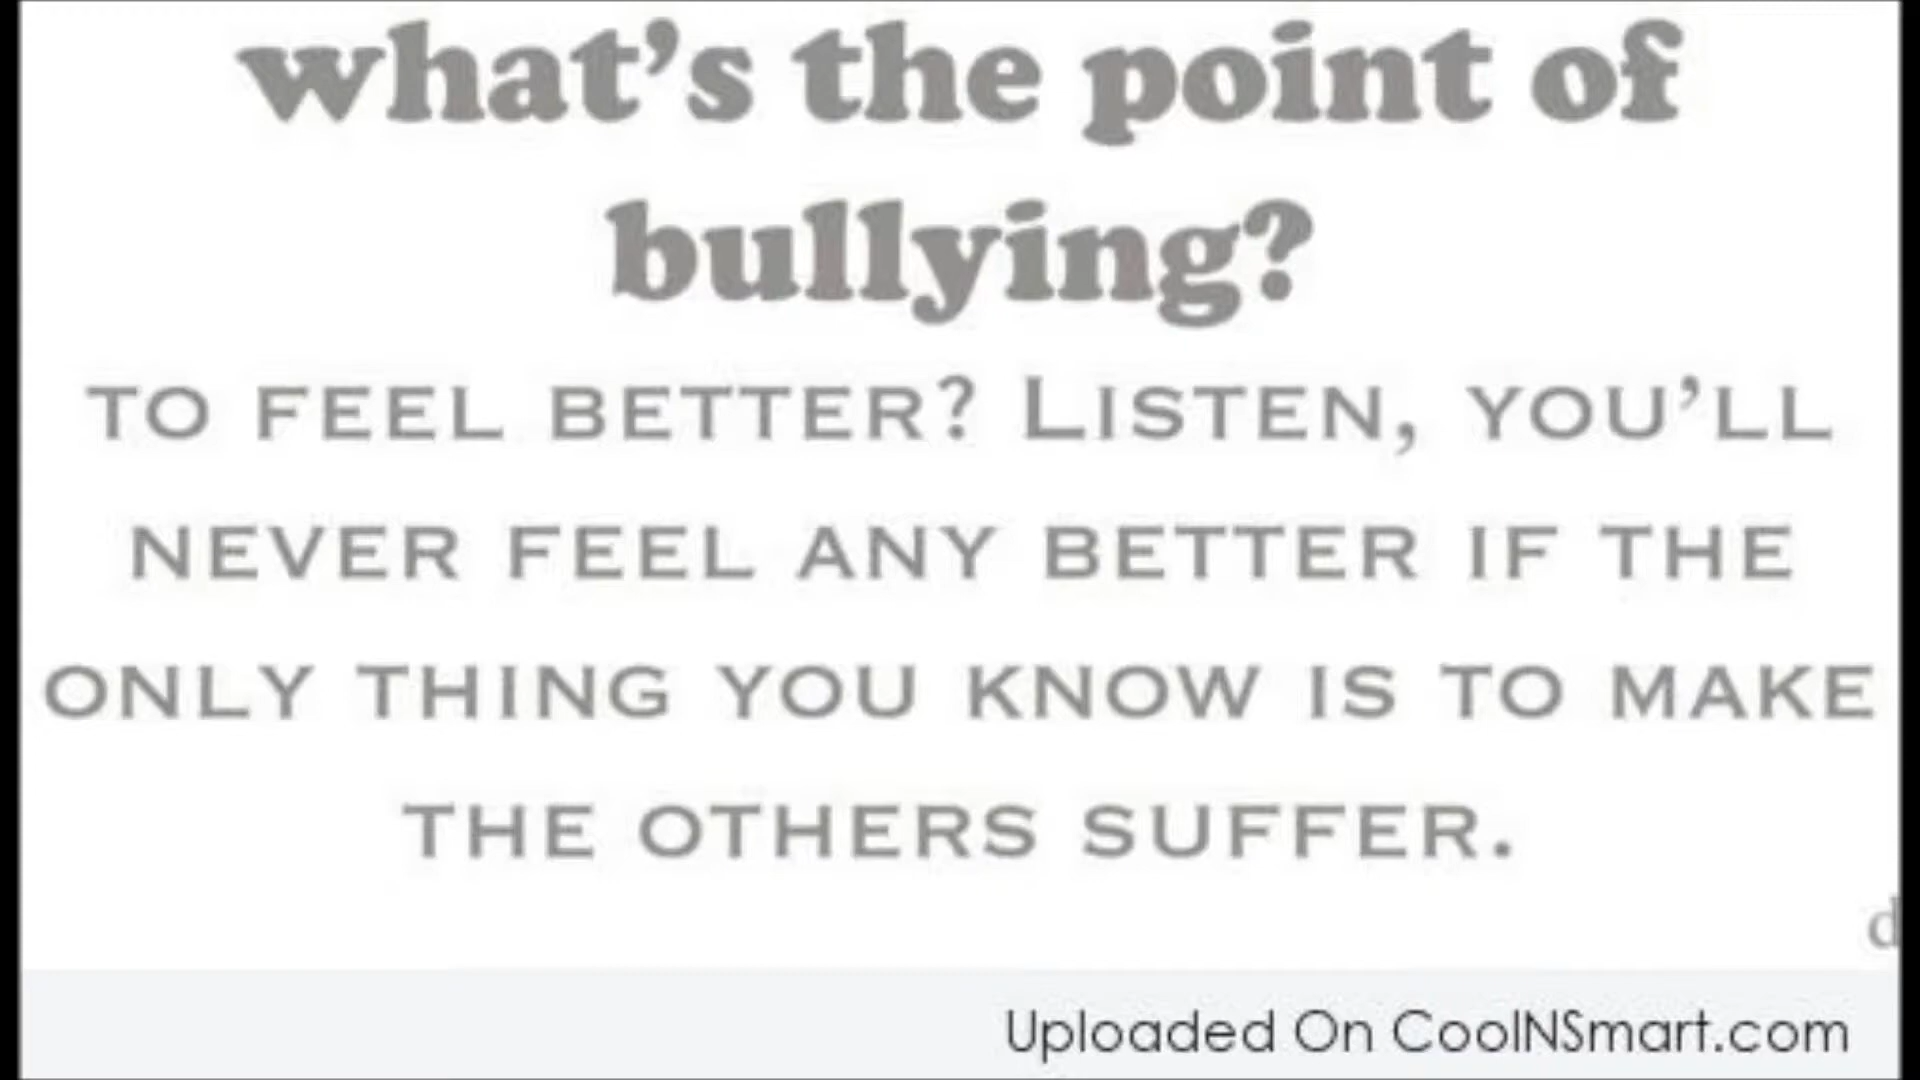 what's the point of
bullying?
TO FEEL BETTER? LISTEN, YOU'LL
NEVER FEEL ANY BETTER IF THE
ONLY THING YOU KNOW IS TO MAKE
THE OTHERS SUFFER.
d
Uploaded On CoolNSmart.com